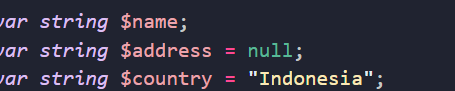 var string $name;
var string $address = null;
var string $country = "Indonesia";